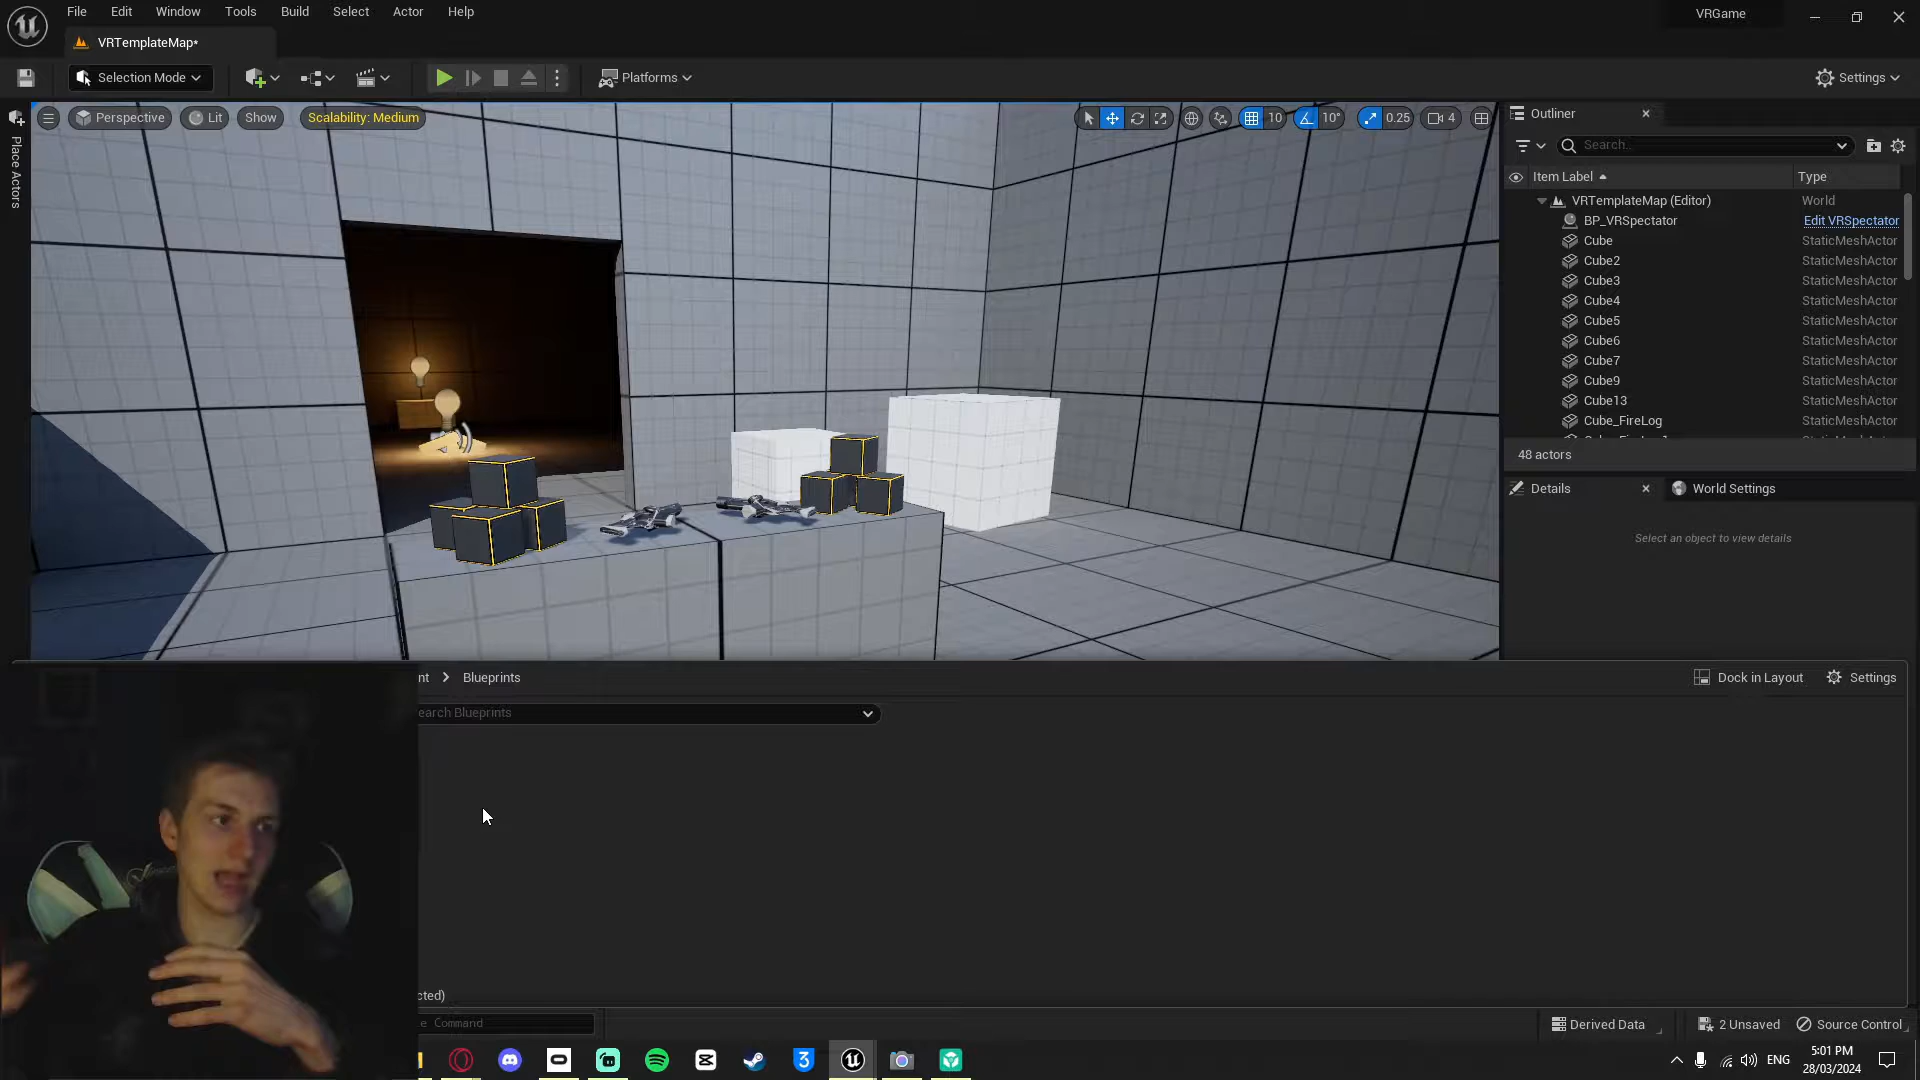 File Edit Window Tools Build Select Actor Help
VRGame
VRTemplateMap*
Selection Mode
Platforms
Settings
Place Actors
Perspective Lit Show Scalability: Medium
10 10° 0.25 4
Outliner
Search...
Item Label Type
VRTemplateMap (Editor) World
BP_VRSpectator Edit VRSpectator
Cube StaticMeshActor
Cube2 StaticMeshActor
Cube3 StaticMeshActor
Cube4 StaticMeshActor
Cube5 StaticMeshActor
Cube6 StaticMeshActor
Cube7 StaticMeshActor
Cube9 StaticMeshActor
Cube13 StaticMeshActor
Cube_FireLog StaticMeshActor
48 actors
Details World Settings
Select an object to view details
nt > Blueprints
Dock in Layout Settings
earch Blueprints
cted)
e Command
Derived Data 2 Unsaved Source Control
ENG
5:01 PM
28/03/2024